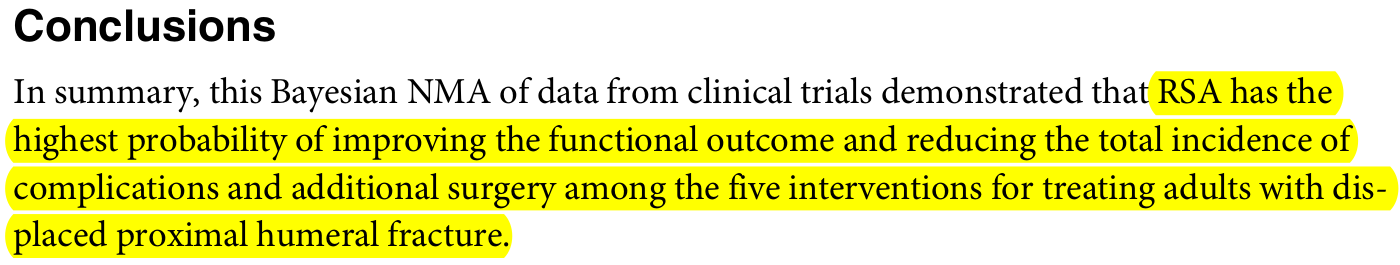 Conclusions
In summary, this Bayesian NMA of data from clinical trials demonstrated that RSA has the
highest probability of improving the functional outcome and reducing the total incidence of
complications and additional surgery among the five interventions for treating adults with dis-
placed proximal humeral fracture.